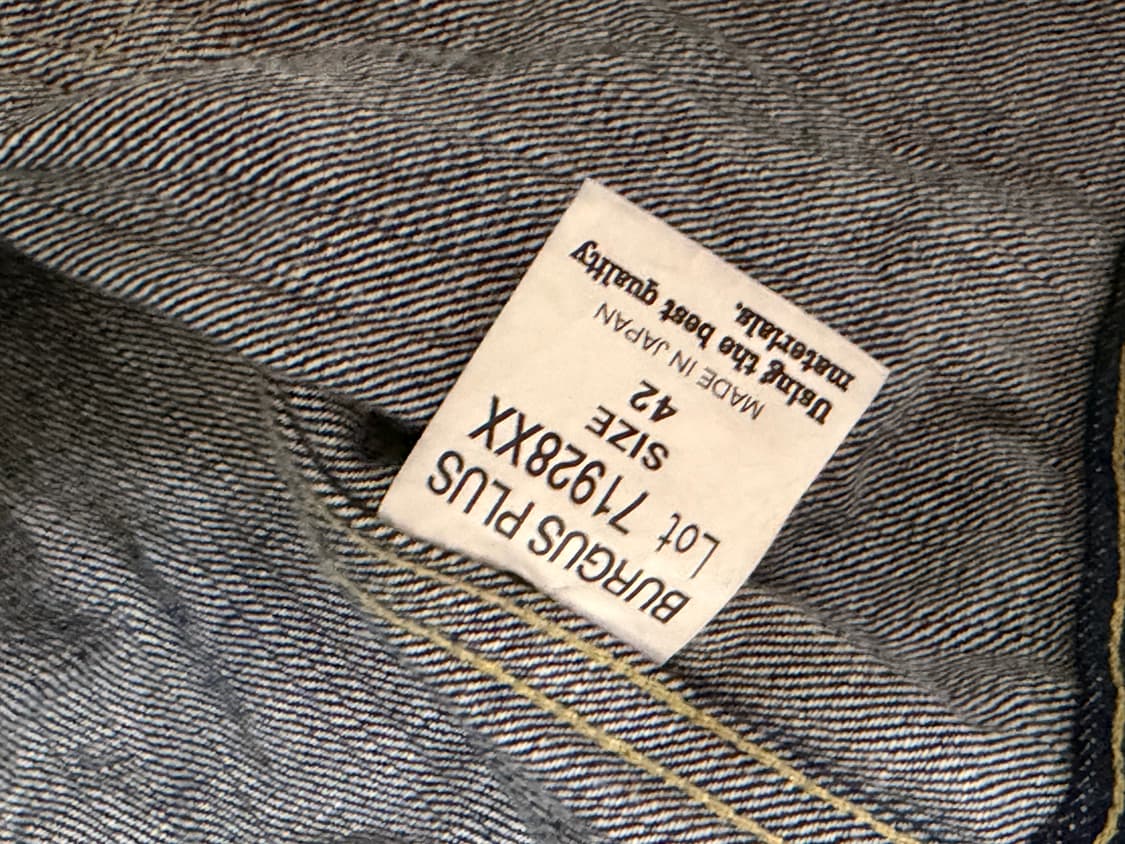 BURGUS PLUS
Lot 71928XX
SIZE
42
MADE IN JAPAN
Using the best quality
materials.